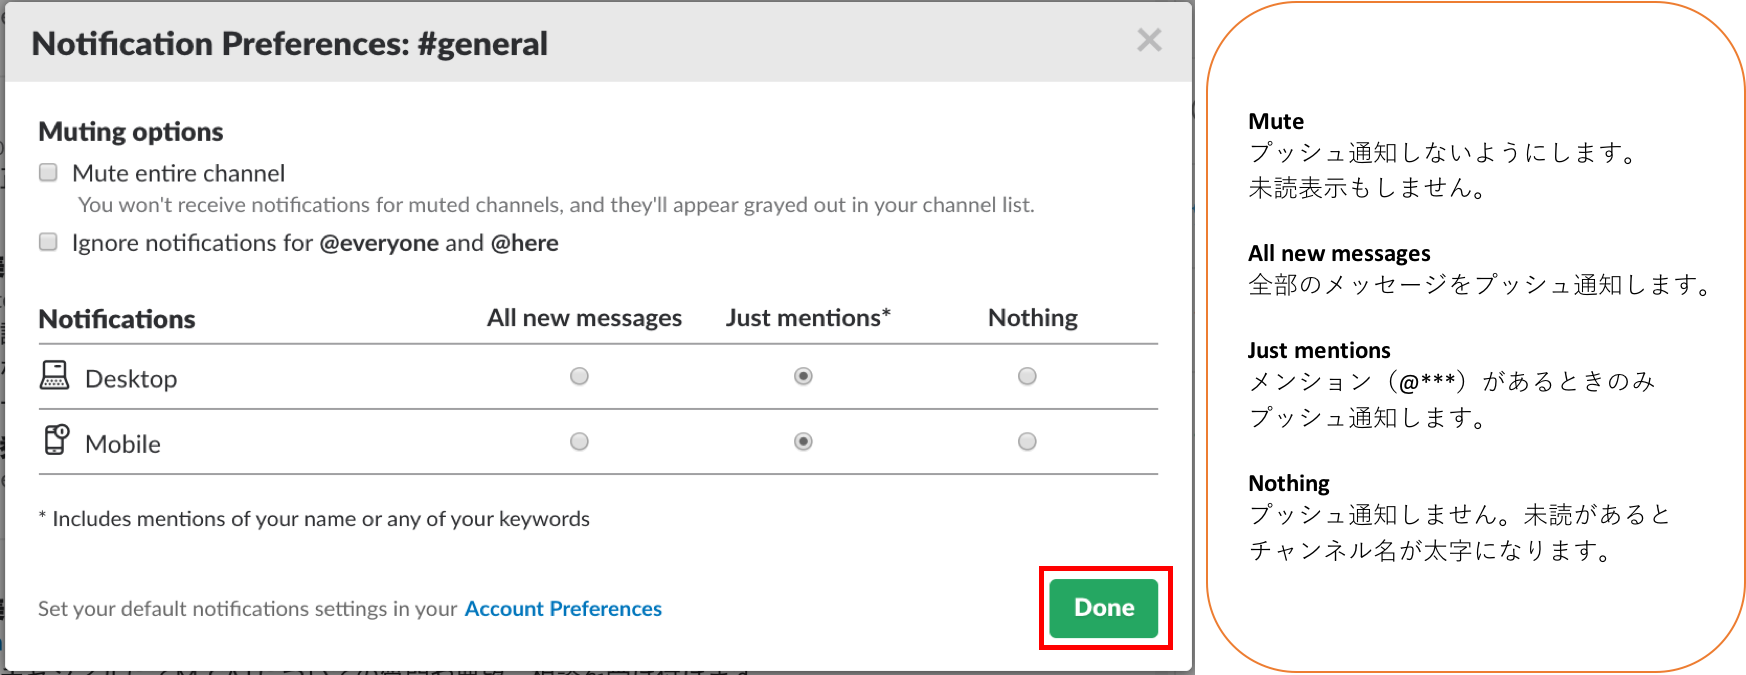 Notification Preferences: #general
Muting options
Mute entire channel
You won't receive notifications for muted channels, and they'll appear grayed out in your channel list.
Ignore notifications for @everyone and @here
Notifications All new messages Just mentions* Nothing
Desktop
Mobile
* Includes mentions of your name or any of your keywords
Set your default notifications settings in your Account Preferences
Done
Mute
プッシュ通知しないようにします。
未読表示もしません。
All new messages
全部のメッセージをプッシュ通知します。
Just mentions
メンション（@***）があるときのみ
プッシュ通知します。
Nothing
プッシュ通知しません。未読があると
チャンネル名が太字になります。